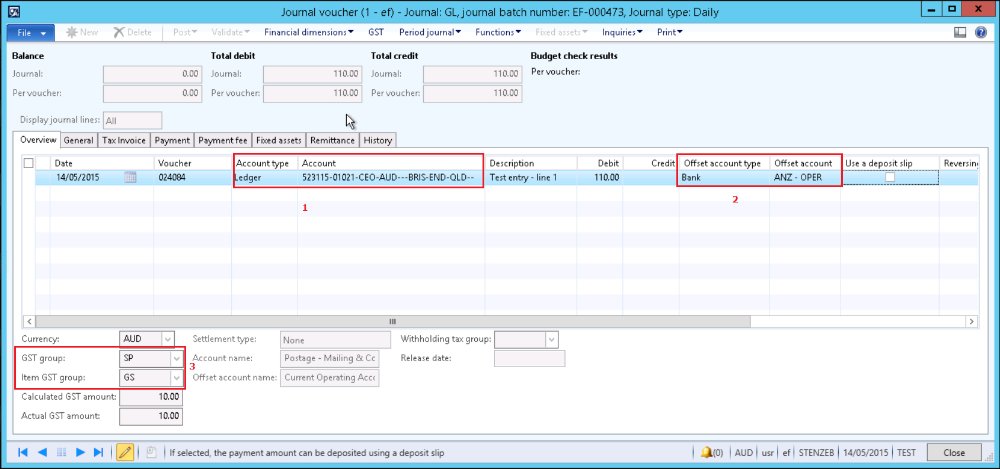 Journal voucher (1 - ef) - Journal: GL, journal batch number: EF-000473, Journal type: Daily
File New Delete Post Validate Financial dimensions GST Period journal Functions Fixed assets Inquiries Print
Balance Total debit Total credit Budget check results
Journal: 0.00 Journal: 110.00 Journal: 110.00 Per voucher:
Per voucher: 0.00 Per voucher: 110.00 Per voucher: 110.00
Display journal lines: All
Overview General Tax Invoice Payment Payment fee Fixed assets Remittance History
Date Voucher Account type Account Description Debit Credit Offset account type Offset account Use a deposit slip Reversing
14/05/2015 024084 Ledger 523115-01021-CEO-AUD---BRIS-END-QLD-- Test entry - line 1 110.00 Bank ANZ - OPER
1 2
Currency: AUD Settlement type: None Withholding tax group:
GST group: SP 3 Account name: Postage - Mailing & Cc Release date:
Item GST group: GS Offset account name: Current Operating Acc
Calculated GST amount: 10.00
Actual GST amount: 10.00
If selected, the payment amount can be deposited using a deposit slip (0) AUD usr ef STENZEB 14/05/2015 TEST Close